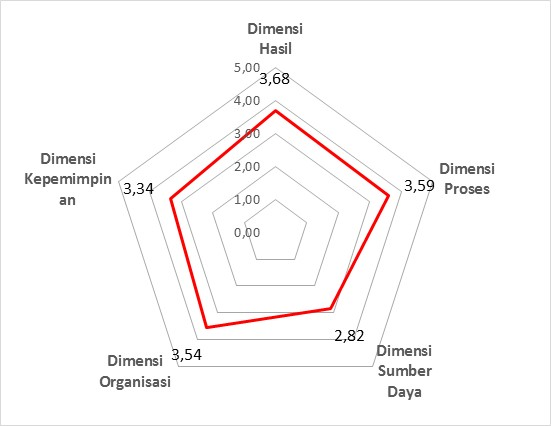 Dimensi
Hasil
5,00
3,68
4,00
3,00
2,00
1,00
0,00
Dimensi
Proses
3,59
Dimensi
Sumber
Daya
2,82
Dimensi
Organisasi
3,54
Dimensi
Kepemimpin
an
3,34